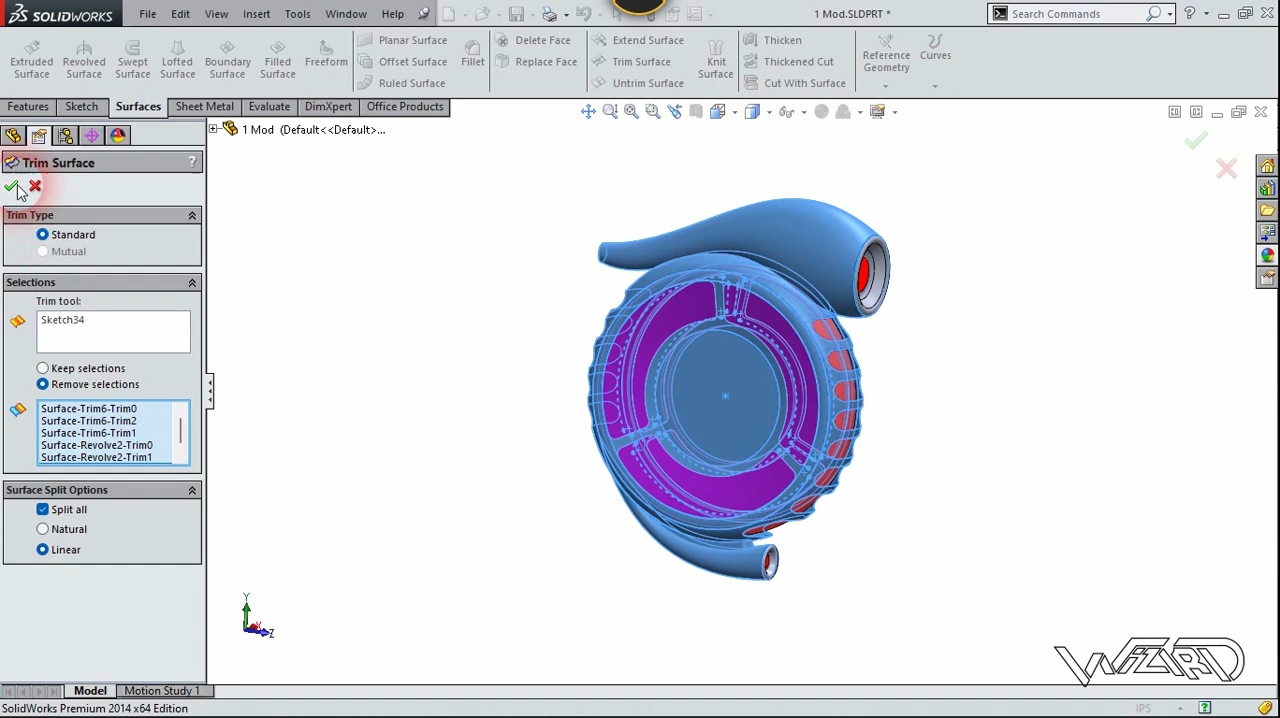 SOLIDWORKS File Edit View Insert Tools Window Help 1 Mod.SLDPRT * Search Commands
Extruded Surface Revolved Surface Swept Surface Lofted Surface Boundary Surface Filled Surface Freeform Planar Surface Offset Surface Ruled Surface Fillet Delete Face Replace Face Extend Surface Trim Surface Untrim Surface Knit Surface Thicken Thickened Cut Cut With Surface Reference Geometry Curves
Features Sketch Surfaces Sheet Metal Evaluate DimXpert Office Products
1 Mod (Default<<Default>...
Trim Surface ?
Trim Type
Standard
Mutual
Selections
Trim tool:
Sketch34
Keep selections
Remove selections
Surface-Trim6-Trim0
Surface-Trim6-Trim2
Surface-Trim6-Trim1
Surface-Revolve2-Trim0
Surface-Revolve2-Trim1
Surface Split Options
Split all
Natural
Linear
Y
X
Z
WIZARD
Model Motion Study 1
SolidWorks Premium 2014 x64 Edition IPS